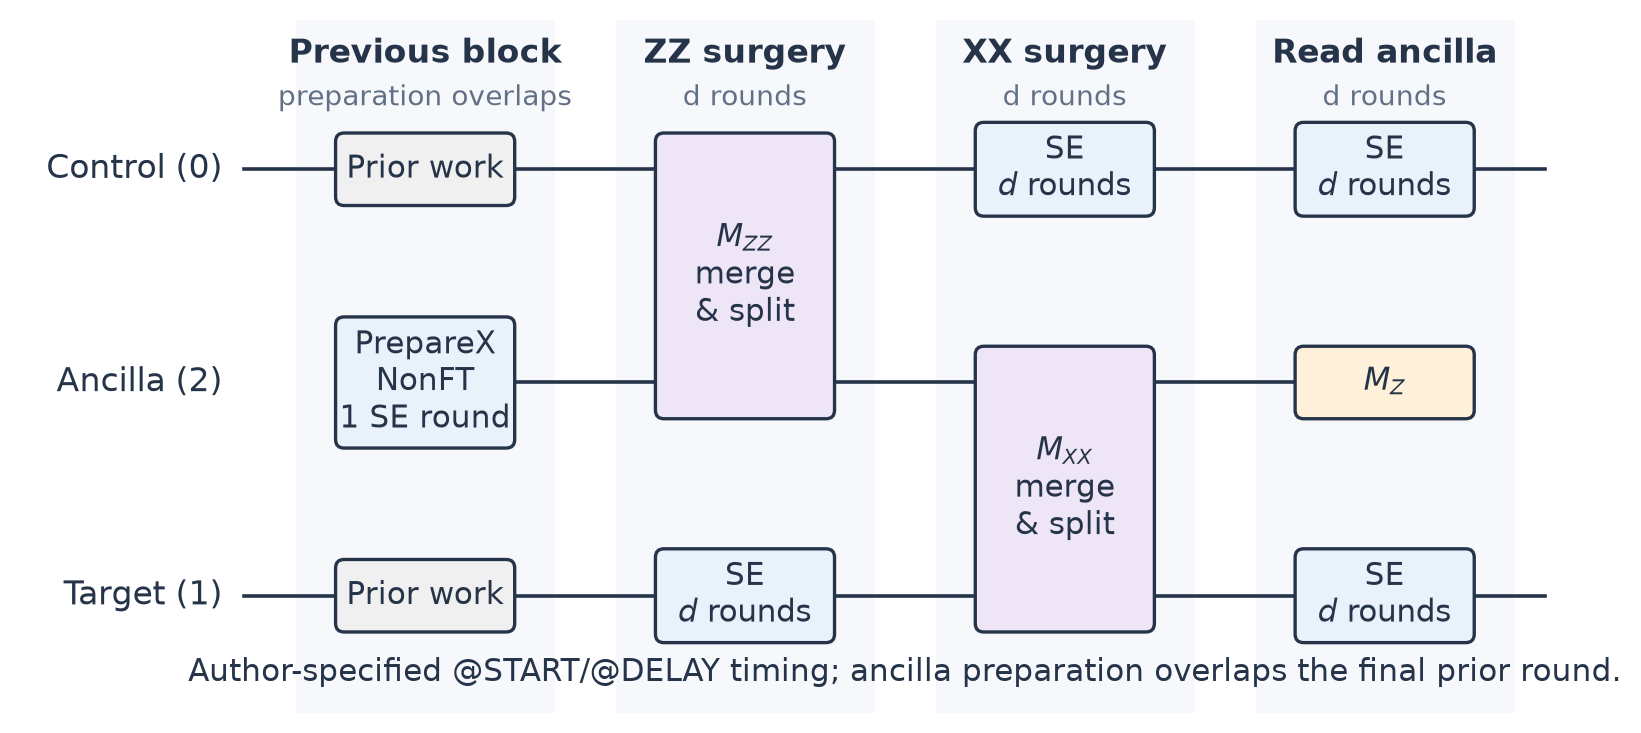 Previous block
preparation overlaps
ZZ surgery
d rounds
XX surgery
d rounds
Read ancilla
d rounds
Control (0)
Prior work
M_ZZ
merge
& split
SE
d rounds
SE
d rounds
Ancilla (2)
PrepareX
NonFT
1 SE round
M_XX
merge
& split
M_Z
Target (1)
Prior work
SE
d rounds
SE
d rounds
Author-specified @START/@DELAY timing; ancilla preparation overlaps the final prior round.